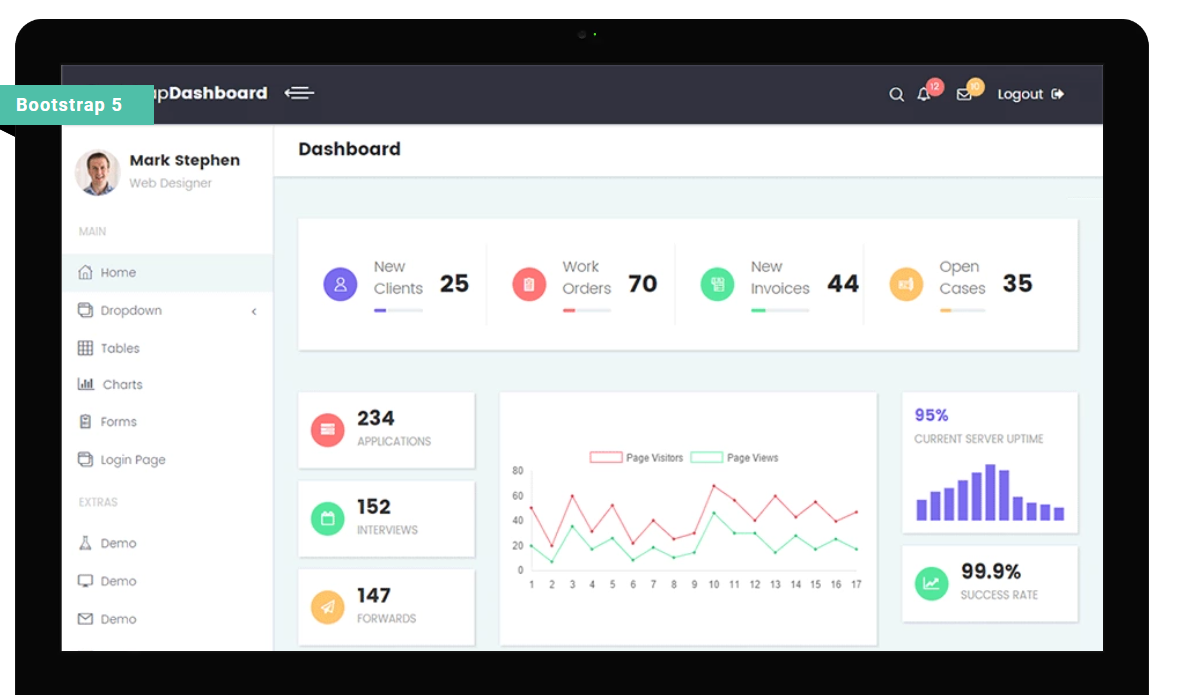 Bootstrap 5
apDashboard
12
10
Logout
Mark Stephen
Web Designer
Dashboard
MAIN
Home
Dropdown
Tables
Charts
Forms
Login Page
EXTRAS
Demo
Demo
Demo
New
Clients
25
Work
Orders
70
New
Invoices
44
Open
Cases
35
234
APPLICATIONS
152
INTERVIEWS
147
FORWARDS
Page Visitors Page Views
80
60
40
20
0
1 2 3 4 5 6 7 8 9 10 11 12 13 14 15 16 17
95%
CURRENT SERVER UPTIME
99.9%
SUCCESS RATE